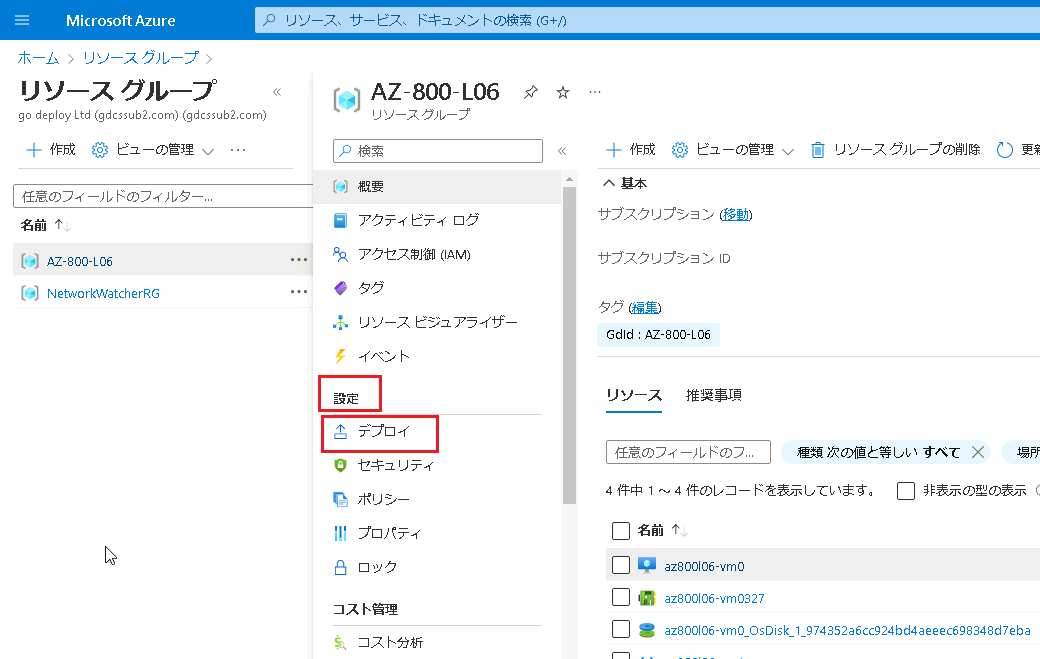 Microsoft Azure
リソース、サービス、ドキュメントの検索 (G+/)
ホーム > リソース グループ >
リソース グループ
go deploy Ltd (gdcssub2.com) (gdcssub2.com)
作成 ビューの管理
任意のフィールドのフィルター...
名前
AZ-800-L06
NetworkWatcherRG
AZ-800-L06
リソース グループ
検索
概要
アクティビティ ログ
アクセス制御 (IAM)
タグ
リソース ビジュアライザー
イベント
設定
デプロイ
セキュリティ
ポリシー
プロパティ
ロック
コスト管理
コスト分析
作成 ビューの管理 リソース グループの削除 更新
基本
サブスクリプション (移動)
サブスクリプション ID
タグ (編集)
GdId : AZ-800-L06
リソース 推奨事項
任意のフィールドのフ... 種類 次の値と等しい すべて 場所
4 件中 1 ～ 4 件のレコードを表示しています。 非表示の型の表示
名前
az800l06-vm0
az800l06-vm0327
az800l06-vm0_OsDisk_1_974352a6cc924bd4aeeec698348d7eba